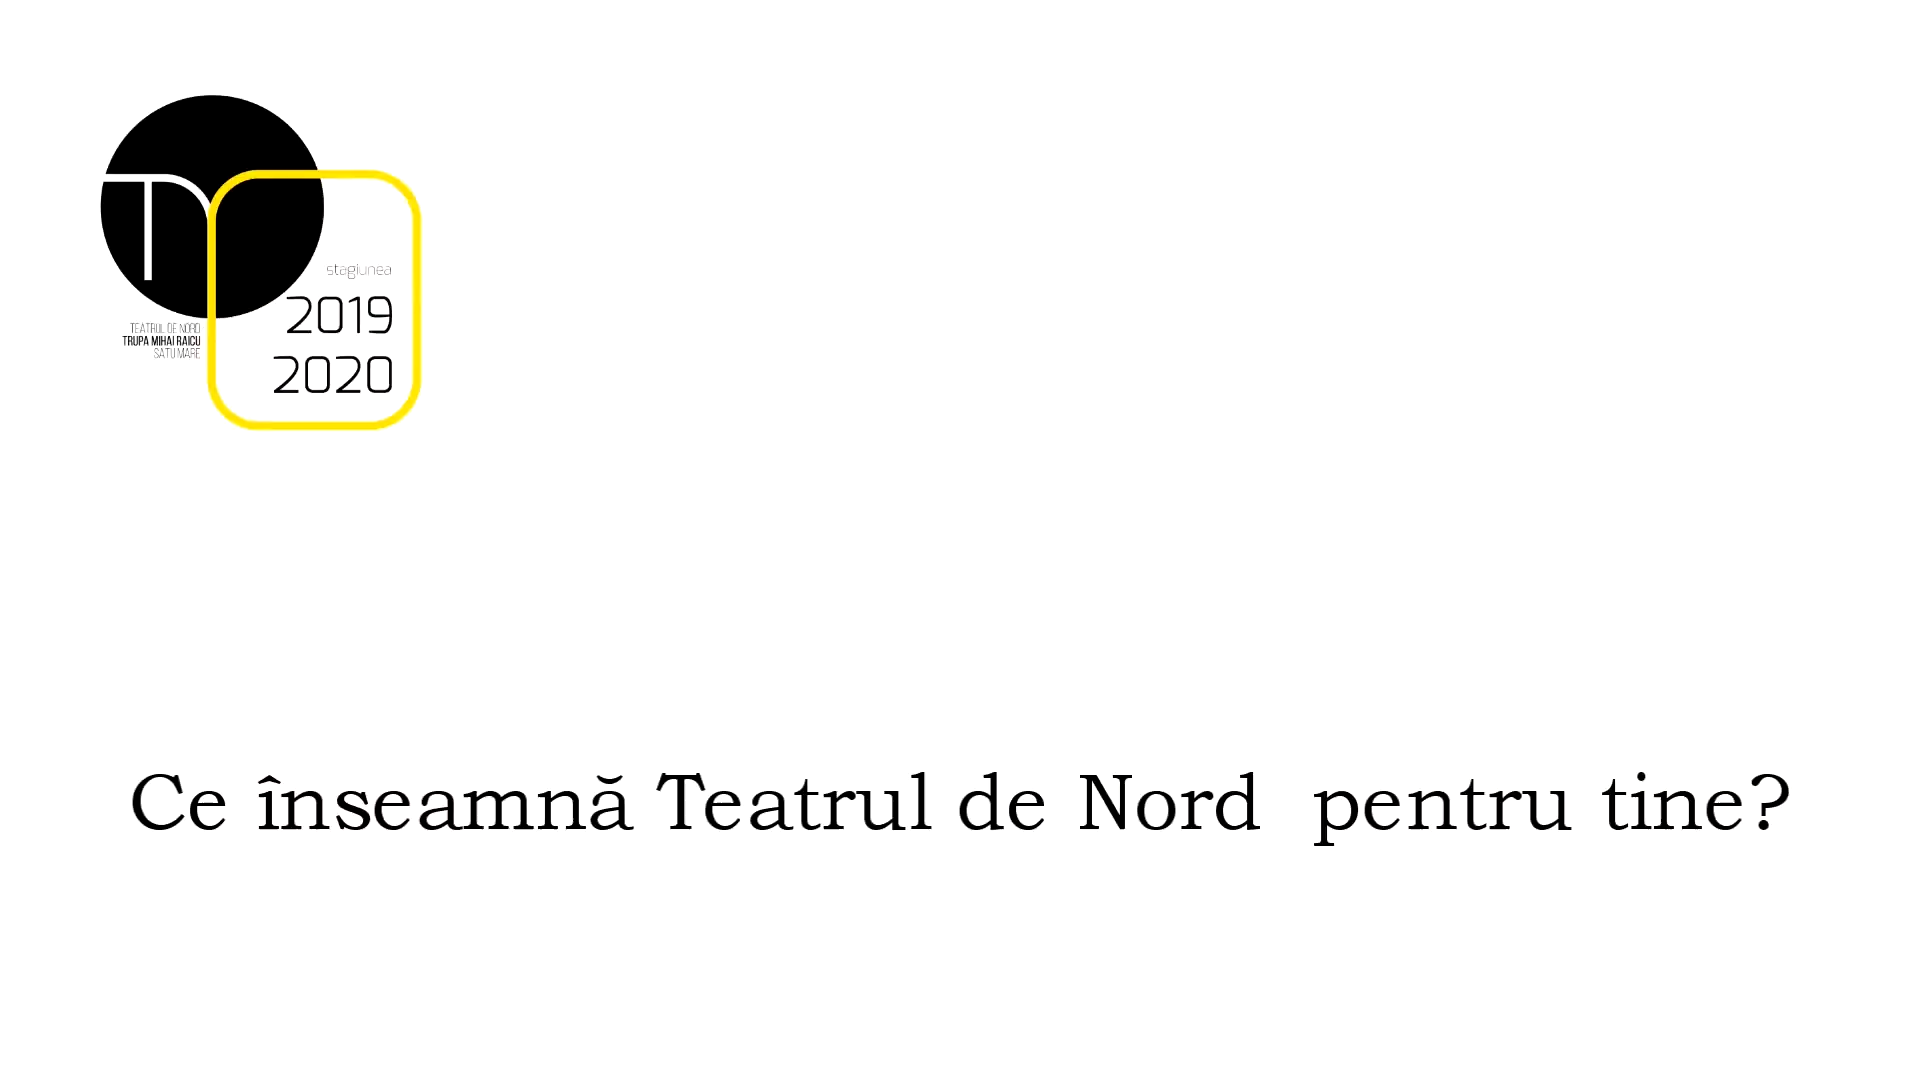 stagiunea
2019
2020
TEATRUL DE NORD
TRUPA MIHAI RAICU
SATU MARE
Ce înseamnă Teatrul de Nord  pentru tine?